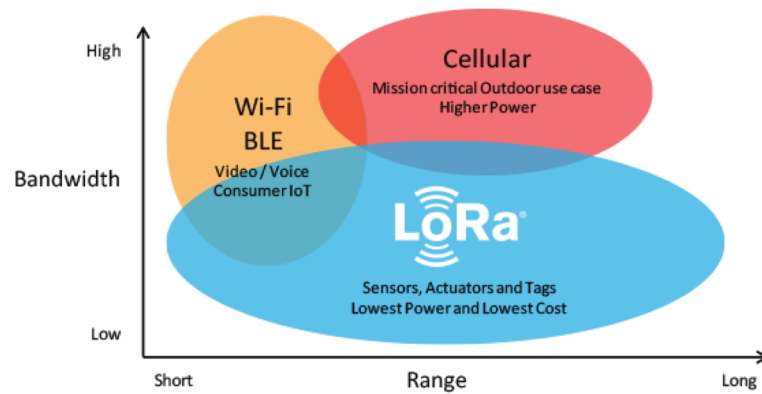 High
Bandwidth
Low
Wi-Fi
BLE
Video / Voice
Consumer IoT
Cellular
Mission critical Outdoor use case
Higher Power
LoRa®
Sensors, Actuators and Tags
Lowest Power and Lowest Cost
Short
Range
Long